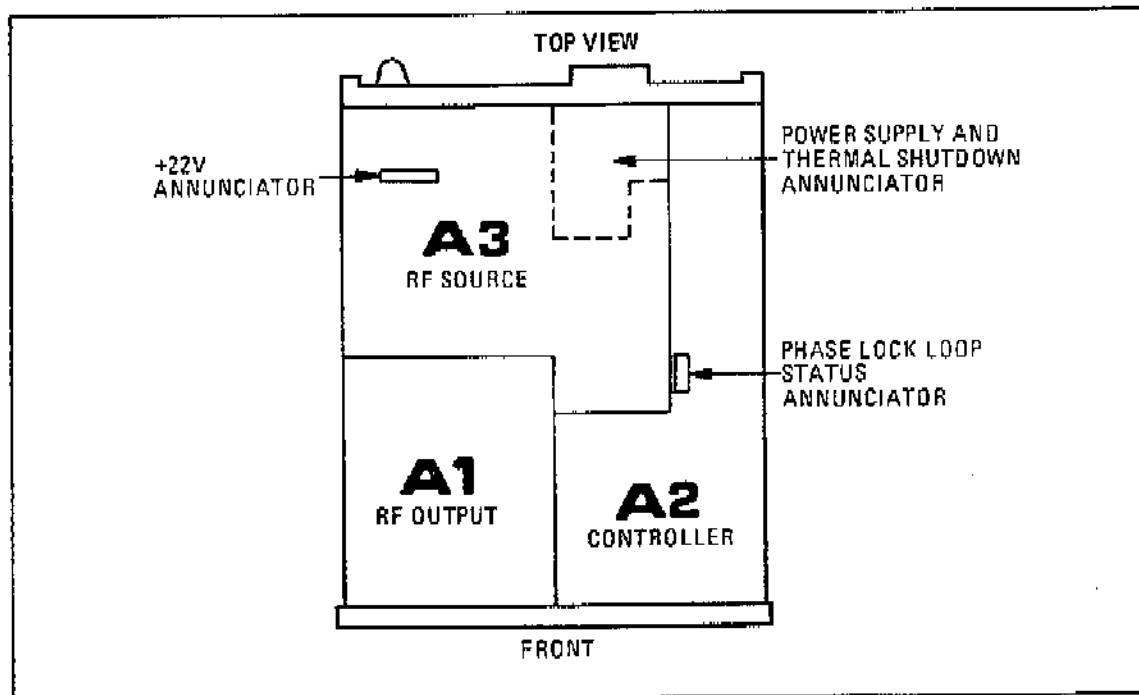 TOP VIEW
+22V
ANNUNCIATOR
POWER SUPPLY AND
THERMAL SHUTDOWN
ANNUNCIATOR
A3
RF SOURCE
PHASE LOCK LOOP
STATUS
ANNUNCIATOR
A1
RF OUTPUT
A2
CONTROLLER
FRONT